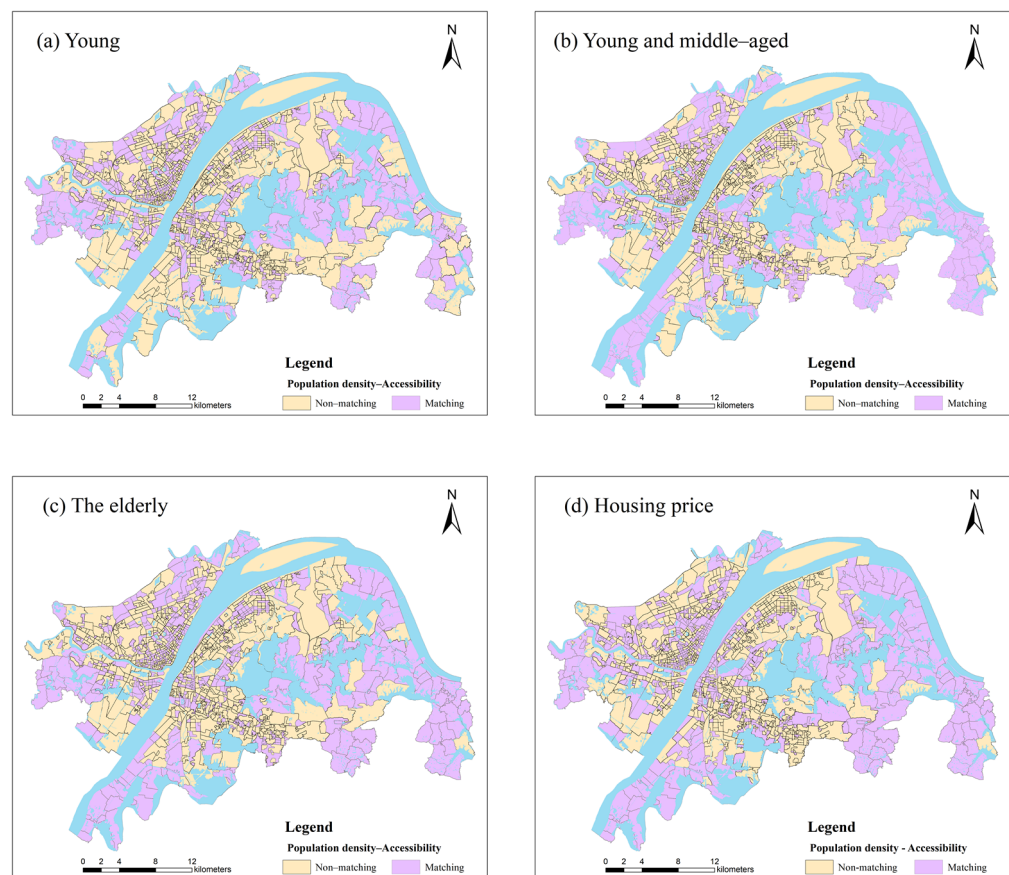 (a) Young
N
Legend
Population density–Accessibility
0 2 4 8 12
kilometers
Non–matching Matching
(b) Young and middle–aged
N
Legend
Population density–Accessibility
0 2 4 8 12
kilometers
Non–matching Matching
(c) The elderly
N
Legend
Population density–Accessibility
0 2 4 8 12
kilometers
Non–matching Matching
(d) Housing price
N
Legend
Population density - Accessibility
0 2 4 8 12
kilometers
Non-matching Matching